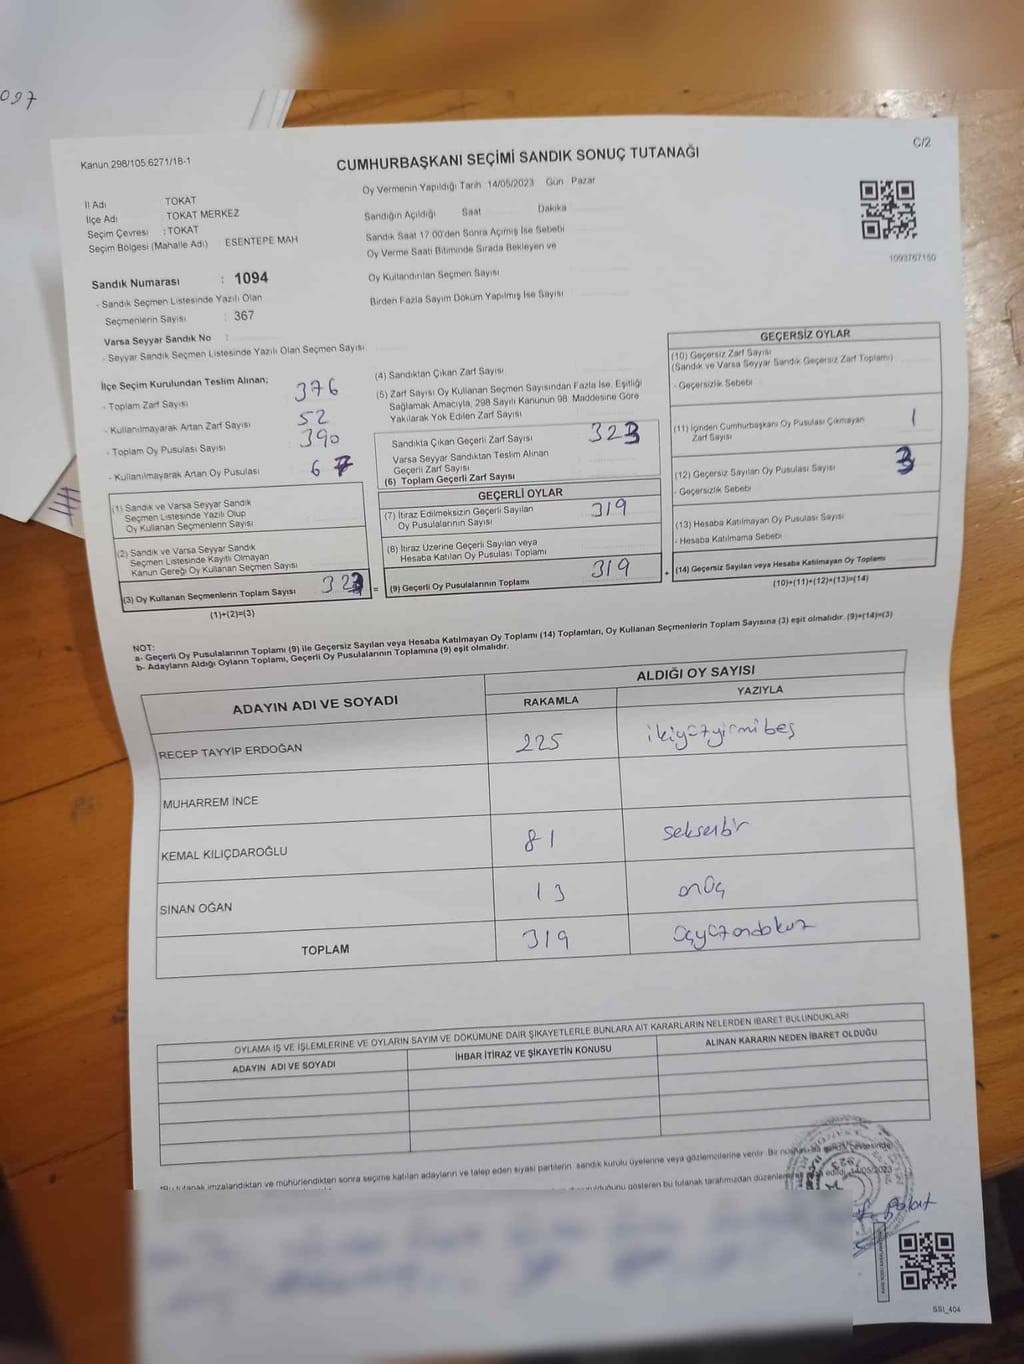 097
Kanun.298/105.6271/18-1
C/2
CUMHURBAŞKANI SEÇİMİ SANDIK SONUÇ TUTANAĞI
Oy Vermenin Yapıldığı Tarih 14/05/2023 Gün Pazar
İl Adı TOKAT
İlçe Adı TOKAT MERKEZ
Seçim Çevresi : TOKAT
Seçim Bölgesi (Mahalle Adı) : ESENTEPE MAH
Sandık Numarası : 1094
- Sandık Seçmen Listesinde Yazılı Olan
Seçmenlerin Sayısı : 367
Varsa Seyyar Sandık No :
- Seyyar Sandık Seçmen Listesinde Yazılı Olan Seçmen Sayısı
Sandığın Açıldığı Saat Dakika
Sandık Saat 17:00'den Sonra Açılmış İse Sebebi
Oy Verme Saati Bitiminde Sırada Bekleyen ve
Oy Kullandırılan Seçmen Sayısı
Birden Fazla Sayım Döküm Yapılmış İse Sayısı
1093767150
İlçe Seçim Kurulundan Teslim Alınan;
- Toplam Zarf Sayısı 376
- Kullanılmayarak Artan Zarf Sayısı 52
- Toplam Oy Pusulası Sayısı 390
- Kullanılmayarak Artan Oy Pusulası 67
(1) Sandık ve Varsa Seyyar Sandık
Seçmen Listesinde Yazılı Olup
Oy Kullanan Seçmenlerin Sayısı
(2) Sandık ve Varsa Seyyar Sandık
Seçmen Listesinde Kayıtlı Olmayan
Kanun Gereği Oy Kullanan Seçmen Sayısı
(3) Oy Kullanan Seçmenlerin Toplam Sayısı 323 =
(1)+(2)=(3)
(4) Sandıktan Çıkan Zarf Sayısı
(5) Zarf Sayısı Oy Kullanan Seçmen Sayısından Fazla İse, Eşitliği
Sağlamak Amacıyla, 298 Sayılı Kanunun 98. Maddesine Göre
Yakılarak Yok Edilen Zarf Sayısı
Sandıkta Çıkan Geçerli Zarf Sayısı 323
Varsa Seyyar Sandıktan Teslim Alınan
Geçerli Zarf Sayısı
(6) Toplam Geçerli Zarf Sayısı
GEÇERLİ OYLAR
(7) İtiraz Edilmeksizin Geçerli Sayılan
Oy Pusulalarının Sayısı 319
(8) İtiraz Üzerine Geçerli Sayılan veya
Hesaba Katılan Oy Pusulası Toplamı
(9) Geçerli Oy Pusulalarının Toplamı 319 +
GEÇERSİZ OYLAR
(10) Geçersiz Zarf Sayısı
(Sandık ve Varsa Seyyar Sandık Geçersiz Zarf Toplamı)
- Geçersizlik Sebebi
(11) İçinden Cumhurbaşkanı Oy Pusulası Çıkmayan
Zarf Sayısı 1
(12) Geçersiz Sayılan Oy Pusulası Sayısı 3
- Geçersizlik Sebebi
(13) Hesaba Katılmayan Oy Pusulası Sayısı
- Hesaba Katılmama Sebebi
(14) Geçersiz Sayılan veya Hesaba Katılmayan Oy Toplamı
(10)+(11)+(12)+(13)=(14)
NOT:
a- Geçerli Oy Pusulalarının Toplamı (9) ile Geçersiz Sayılan veya Hesaba Katılmayan Oy Toplamı (14) Toplamları, Oy Kullanan Seçmenlerin Toplam Sayısına (3) eşit olmalıdır. (9)+(14)=(3)
b- Adayların Aldığı Oyların Toplamı, Geçerli Oy Pusulalarının Toplamına (9) eşit olmalıdır.
ADAYIN ADI VE SOYADI ALDIĞI OY SAYISI
RAKAMLA YAZIYLA
RECEP TAYYIP ERDOĞAN 225 ikiyüzyirmibeş
MUHARREM İNCE
KEMAL KILIÇDAROĞLU 81 seksenbir
SİNAN OĞAN 13 onüç
TOPLAM 319 üçyüzondokuz
OYLAMA İŞ VE İŞLEMLERİNE VE OYLARIN SAYIM VE DÖKÜMÜNE DAİR ŞİKAYETLERLE BUNLARA AİT KARARLARIN NELERDEN İBARET BULUNDUKLARI
ADAYIN ADI VE SOYADI İHBAR İTİRAZ VE ŞİKAYETİN KONUSU ALINAN KARARIN NEDEN İBARET OLDUĞU
tutanak imzalandıktan ve mühürlendikten sonra seçime katılan adayların ve talep eden siyasi partilerin sandık kurulu üyelerine veya gözlemcilerine verilir. Bir
gösteren bu tutanak tarafımızdan 14/05/2023
SSI_404